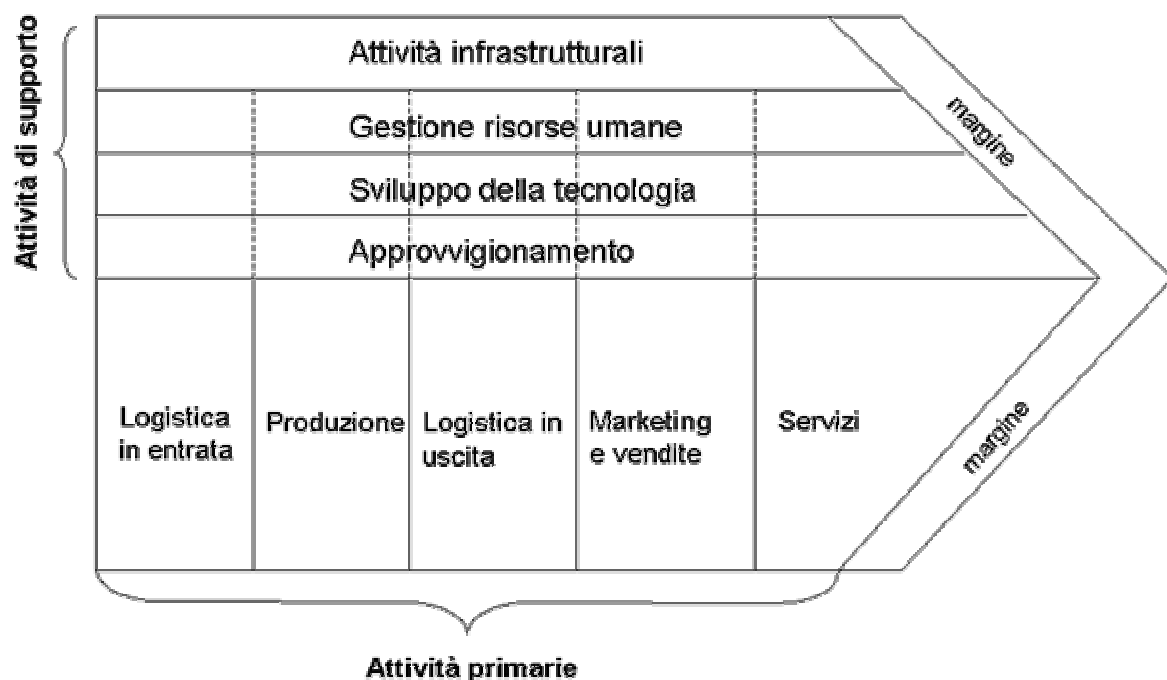 Attività di supporto
Attività infrastrutturali
Gestione risorse umane
Sviluppo della tecnologia
Approvvigionamento
margine
Logistica
in entrata
Produzione
Logistica in
uscita
Marketing
e vendite
Servizi
margine
Attività primarie